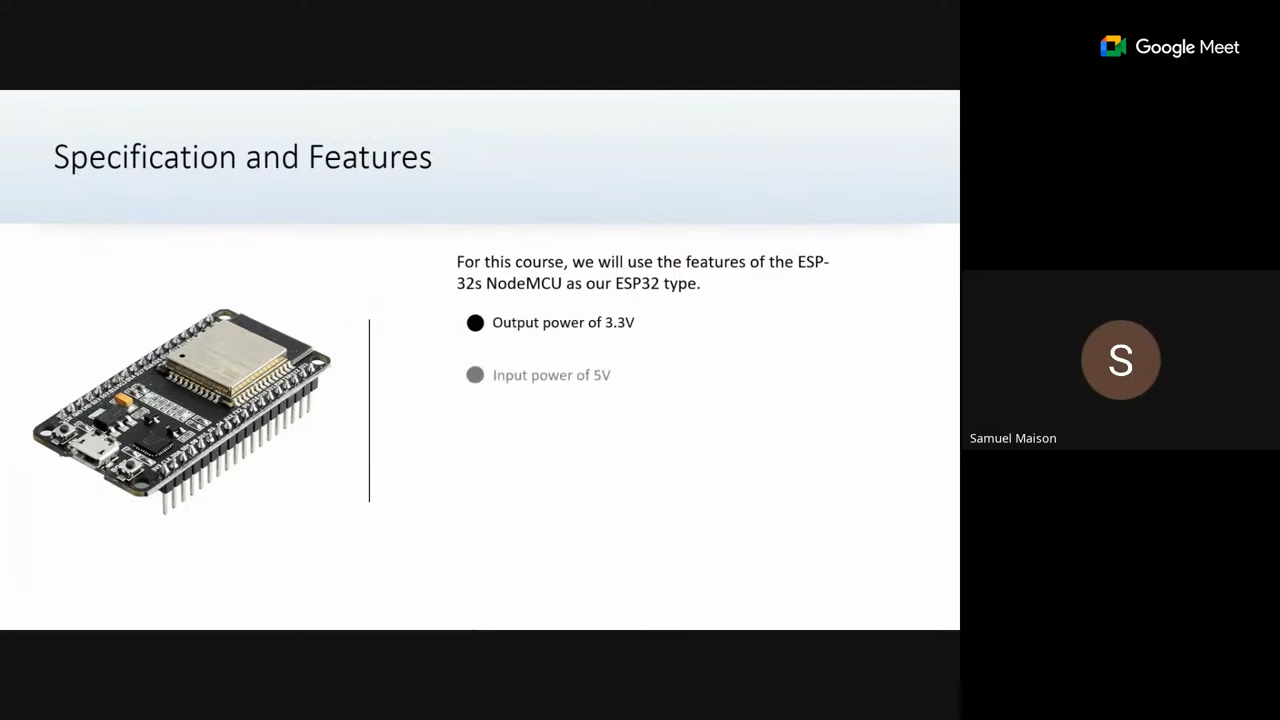 Google Meet
Specification and Features
For this course, we will use the features of the ESP-
32s NodeMCU as our ESP32 type.
Output power of 3.3V
Input power of 5V
S
Samuel Maison